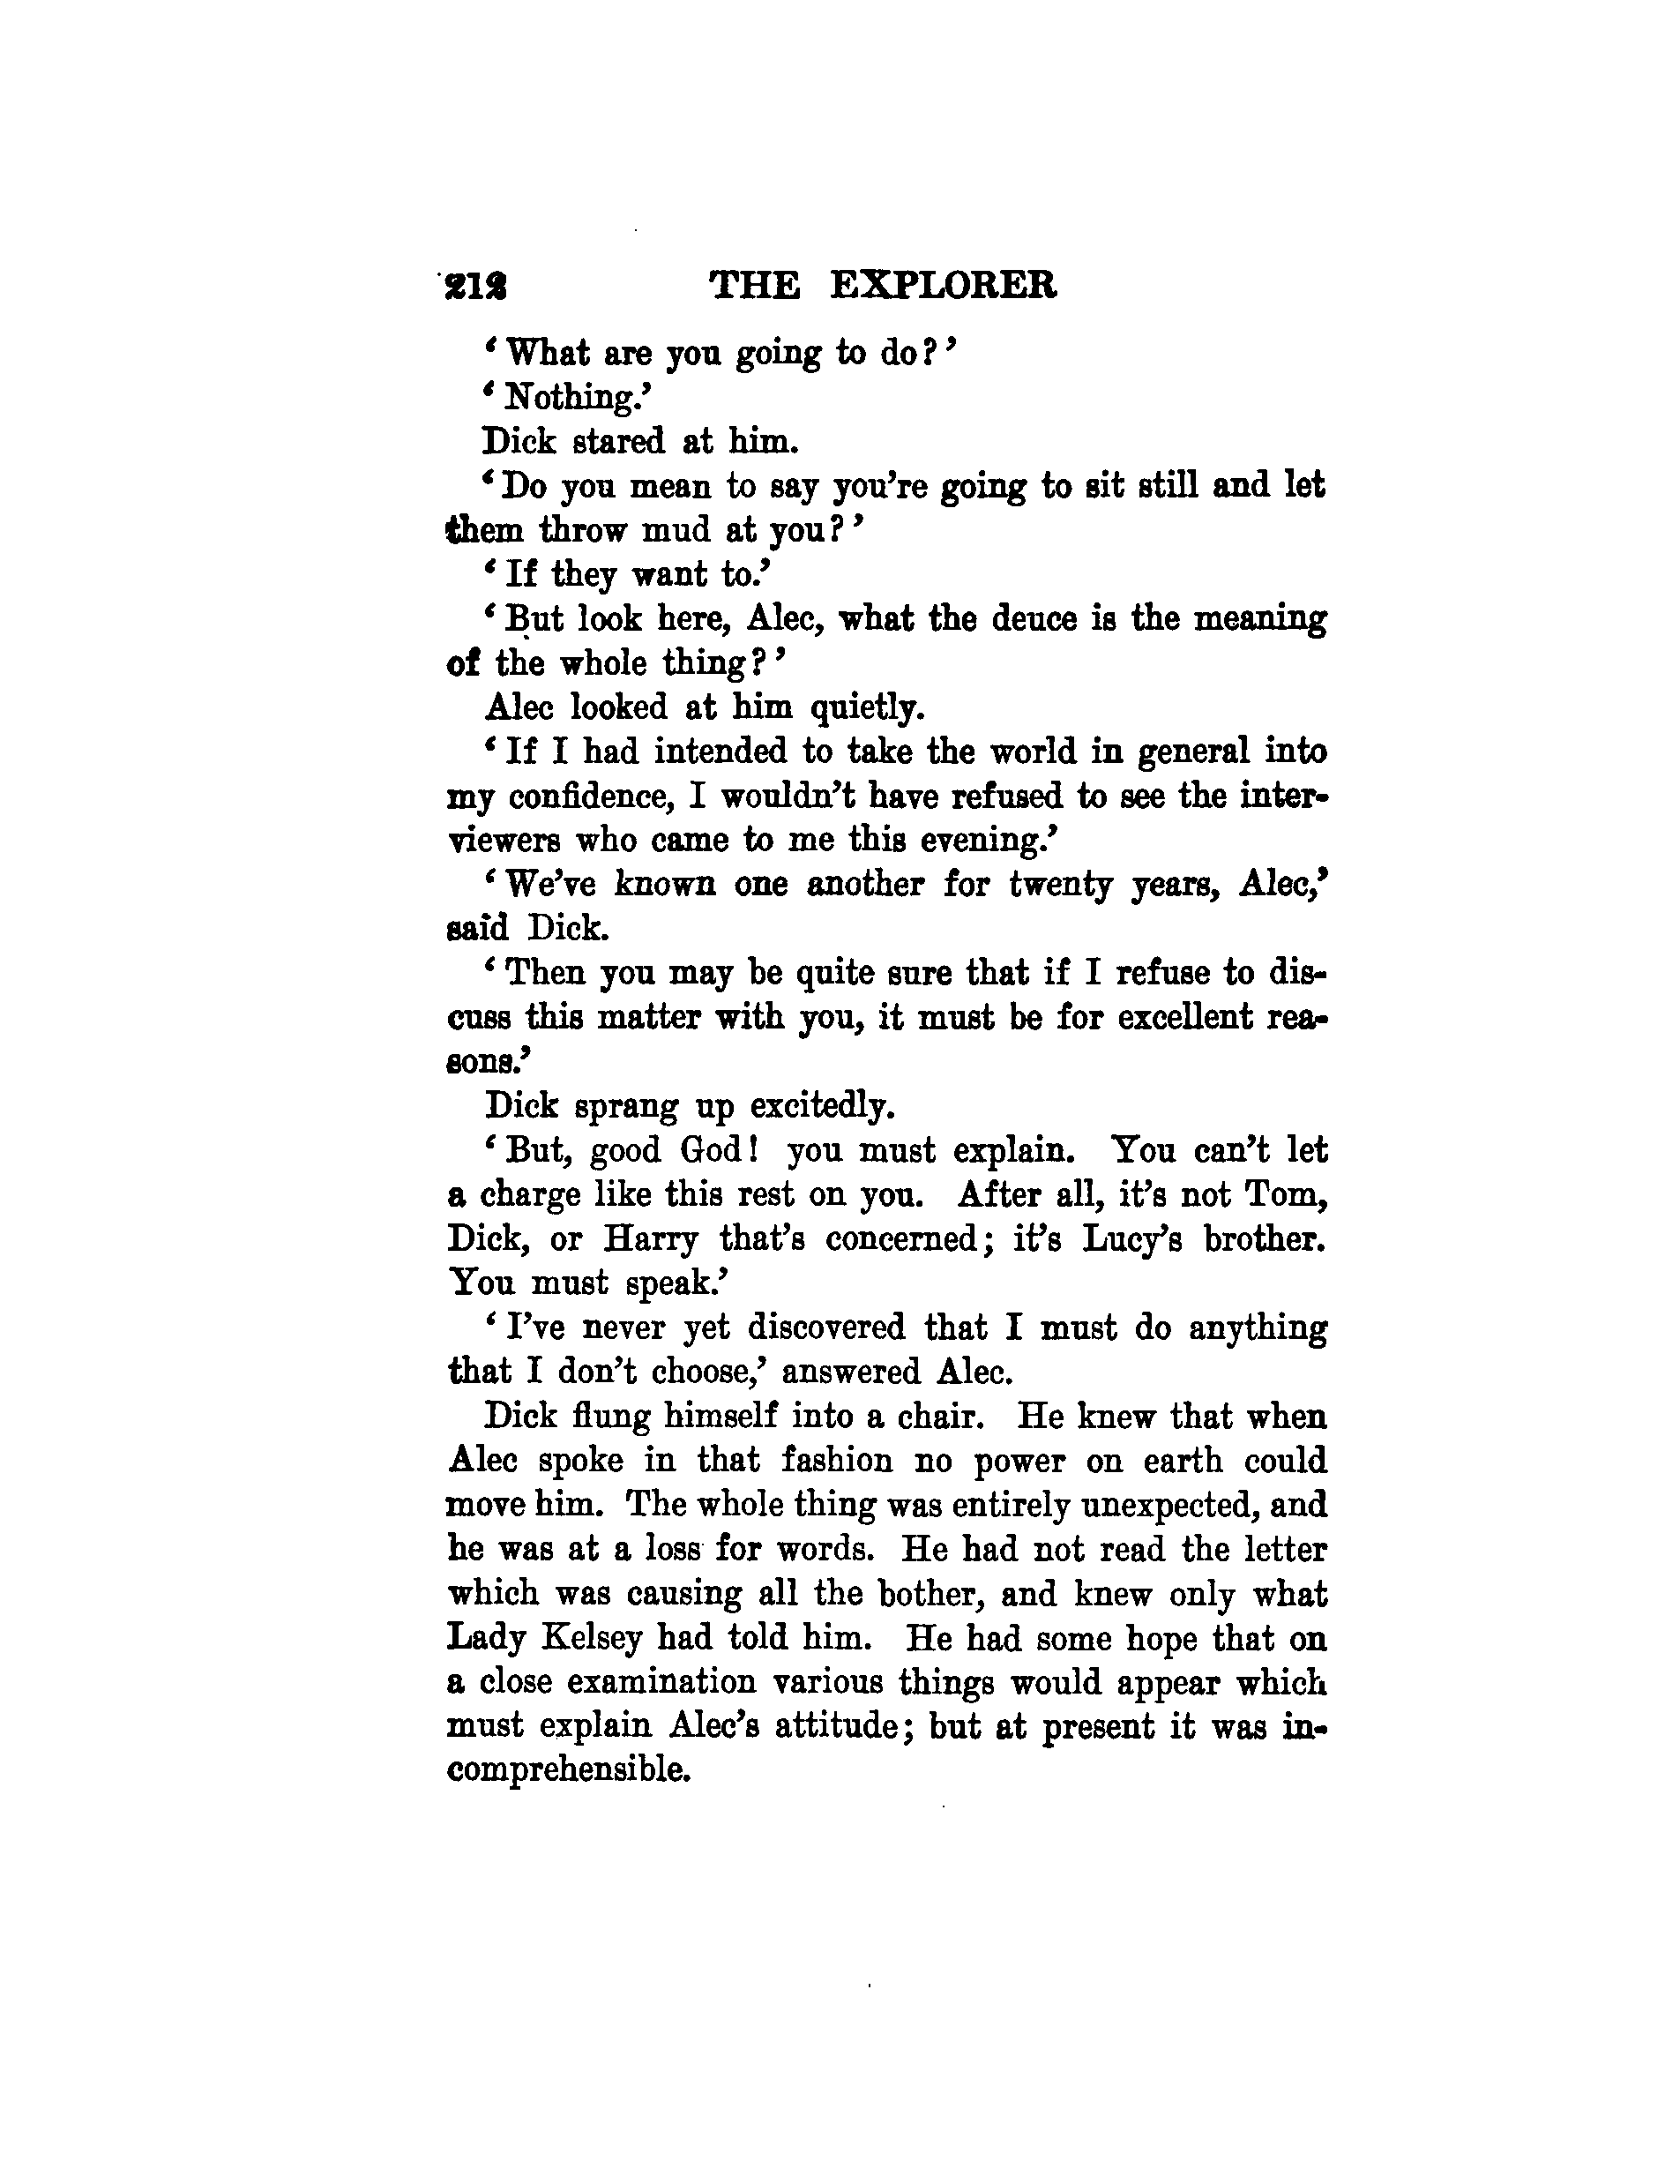 212 THE EXPLORER
‘What are you going to do?’
‘Nothing.’
Dick stared at him.
‘Do you mean to say you're going to sit still and let
them throw mud at you?’
‘If they want to.’
‘But look here, Alec, what the deuce is the meaning
of the whole thing?’
Alec looked at him quietly.
‘If I had intended to take the world in general into
my confidence, I wouldn't have refused to see the inter-
viewers who came to me this evening.’
‘We've known one another for twenty years, Alec,’
said Dick.
‘Then you may be quite sure that if I refuse to dis-
cuss this matter with you, it must be for excellent rea-
sons.’
Dick sprang up excitedly.
‘But, good God! you must explain. You can't let
a charge like this rest on you. After all, it's not Tom,
Dick, or Harry that's concerned; it's Lucy's brother.
You must speak.’
‘I've never yet discovered that I must do anything
that I don't choose,’ answered Alec.
Dick flung himself into a chair. He knew that when
Alec spoke in that fashion no power on earth could
move him. The whole thing was entirely unexpected, and
he was at a loss for words. He had not read the letter
which was causing all the bother, and knew only what
Lady Kelsey had told him. He had some hope that on
a close examination various things would appear which
must explain Alec's attitude; but at present it was in-
comprehensible.